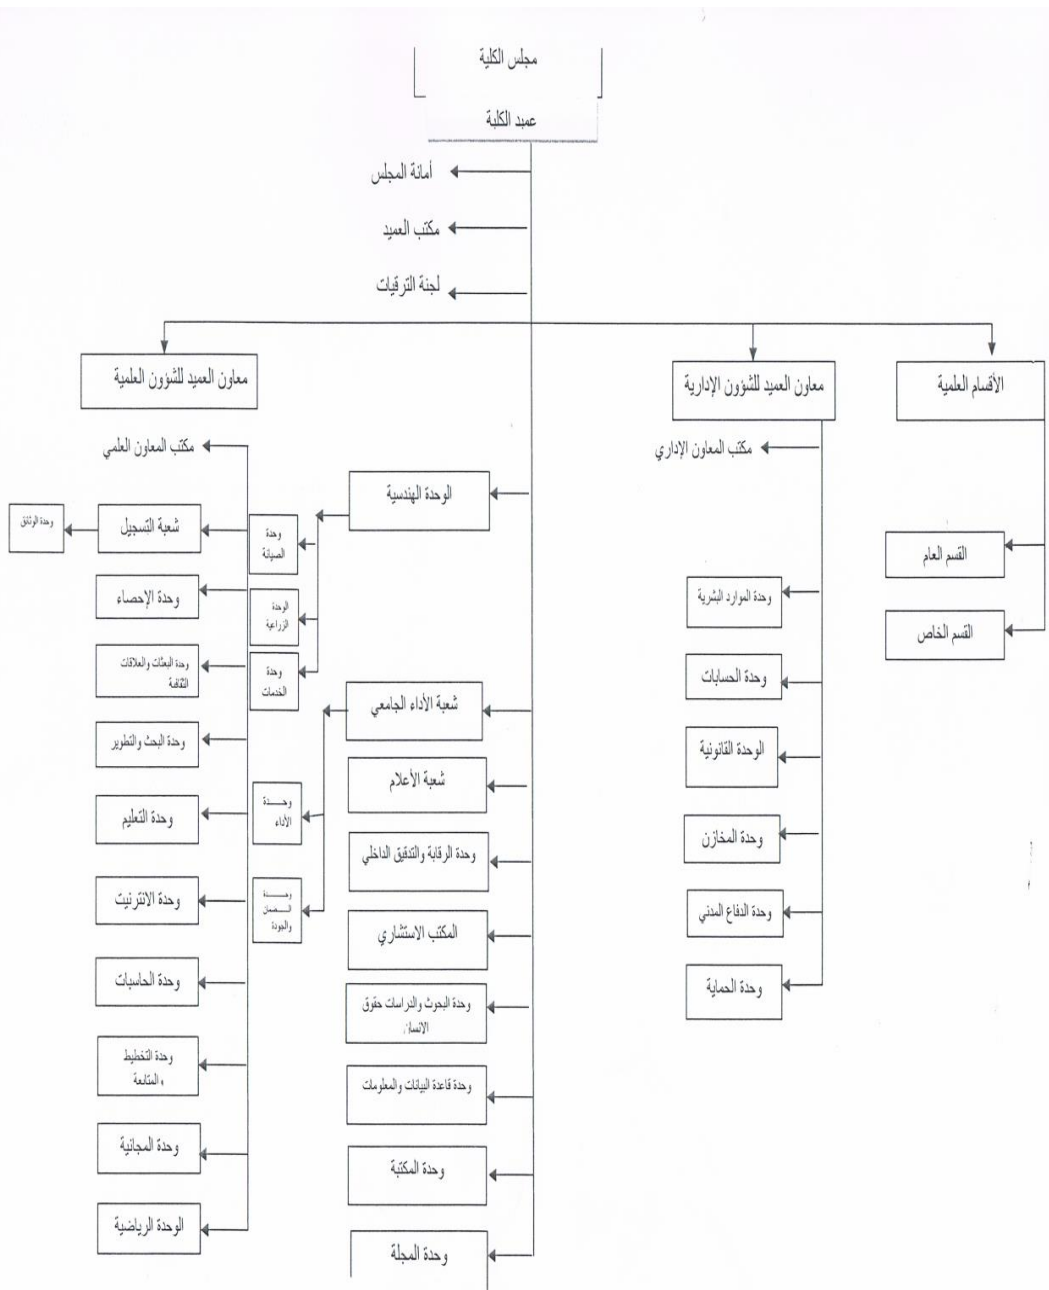 مجلس الكلية
عميد الكلية
أمانة المجلس
مكتب العميد
لجنة الترقيات
الأقسام العلمية
القسم العام
القسم الخاص
معاون العميد للشؤون الإدارية
مكتب المعاون الإداري
وحدة الموارد البشرية
وحدة الحسابات
الوحدة القانونية
وحدة المخازن
وحدة الدفاع المدني
وحدة الحماية
الوحدة الهندسية
وحدة
الصيانة
الوحدة
الزراعية
وحدة
الخدمات
شعبة الأداء الجامعي
وحـــــدة
الأداء
وحـــــدة
الـــضمان
والجودة
شعبة الأعلام
وحدة الرقابة والتدقيق الداخلي
المكتب الاستشاري
وحدة البحوث والدراسات حقوق
الانسان
وحدة قاعدة البيانات والمعلومات
وحدة المكتبة
وحدة المجلة
معاون العميد للشؤون العلمية
مكتب المعاون العلمي
شعبة التسجيل
وحدة الوثائق
وحدة الإحصاء
وحدة البعثات والعلاقات
الثقافية
وحدة البحث والتطوير
وحدة التعليم
وحدة الانترنيت
وحدة الحاسبات
وحدة التخطيط
والمتابعة
وحدة المجانية
الوحدة الرياضية